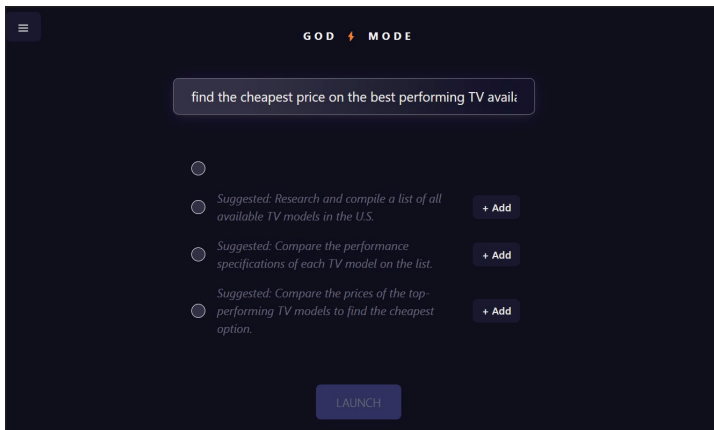 GOD MODE
find the cheapest price on the best performing TV availa
Suggested: Research and compile a list of all
available TV models in the U.S.
+ Add
Suggested: Compare the performance
specifications of each TV model on the list.
+ Add
Suggested: Compare the prices of the top-
performing TV models to find the cheapest
option.
+ Add
LAUNCH